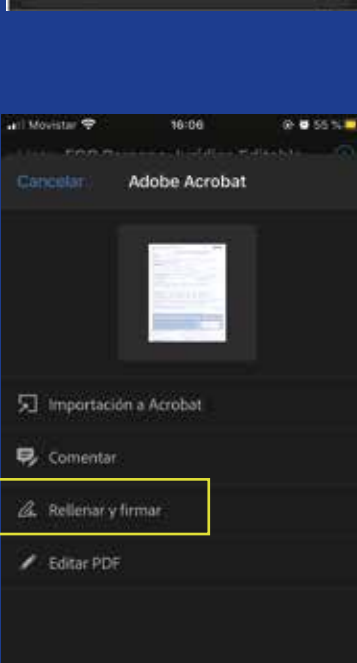 Movistar 16:06 55 %
Cancelar Adobe Acrobat
Importación a Acrobat
Comentar
Rellenar y firmar
Editar PDF